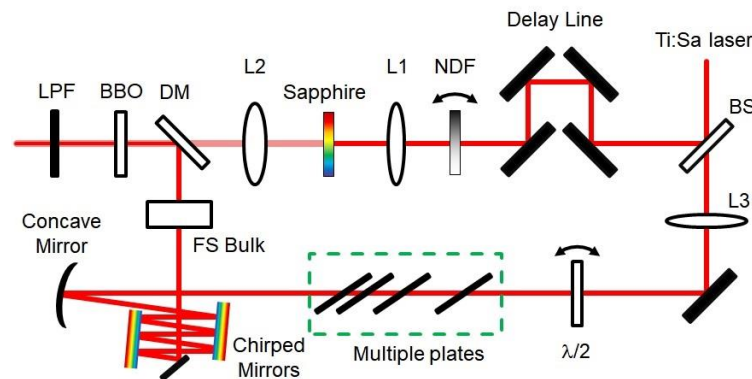 Delay Line
Ti:Sa laser
LPF
BBO
DM
L2
Sapphire
L1
NDF
BS
L3
Concave
Mirror
FS Bulk
Chirped
Mirrors
Multiple plates
λ/2